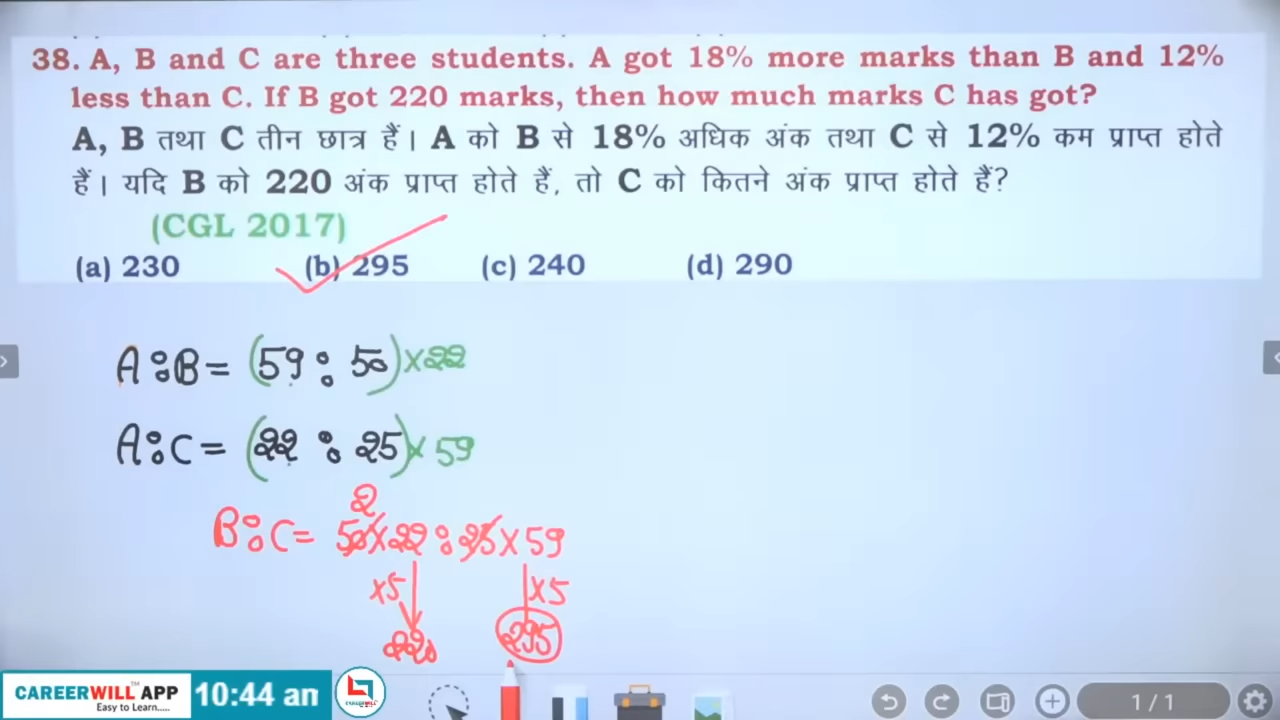 38. A, B and C are three students. A got 18% more marks than B and 12%
less than C. If B got 220 marks, then how much marks C has got?
A, B तथा C तीन छात्र हैं। A को B से 18% अधिक अंक तथा C से 12% कम प्राप्त होते
हैं। यदि B को 220 अंक प्राप्त होते हैं, तो C को कितने अंक प्राप्त होते हैं?
(CGL 2017)
(a) 230 (b) 295 (c) 240 (d) 290
A:B = (59 : 50) × 22
A:C = (22 : 25) × 59
2
B:C = 50×22 : 25×59
×5 ×5
220 295
CAREERWILL APP
Easy to Learn.....
10:44 an
CAREERWILL
1 / 1